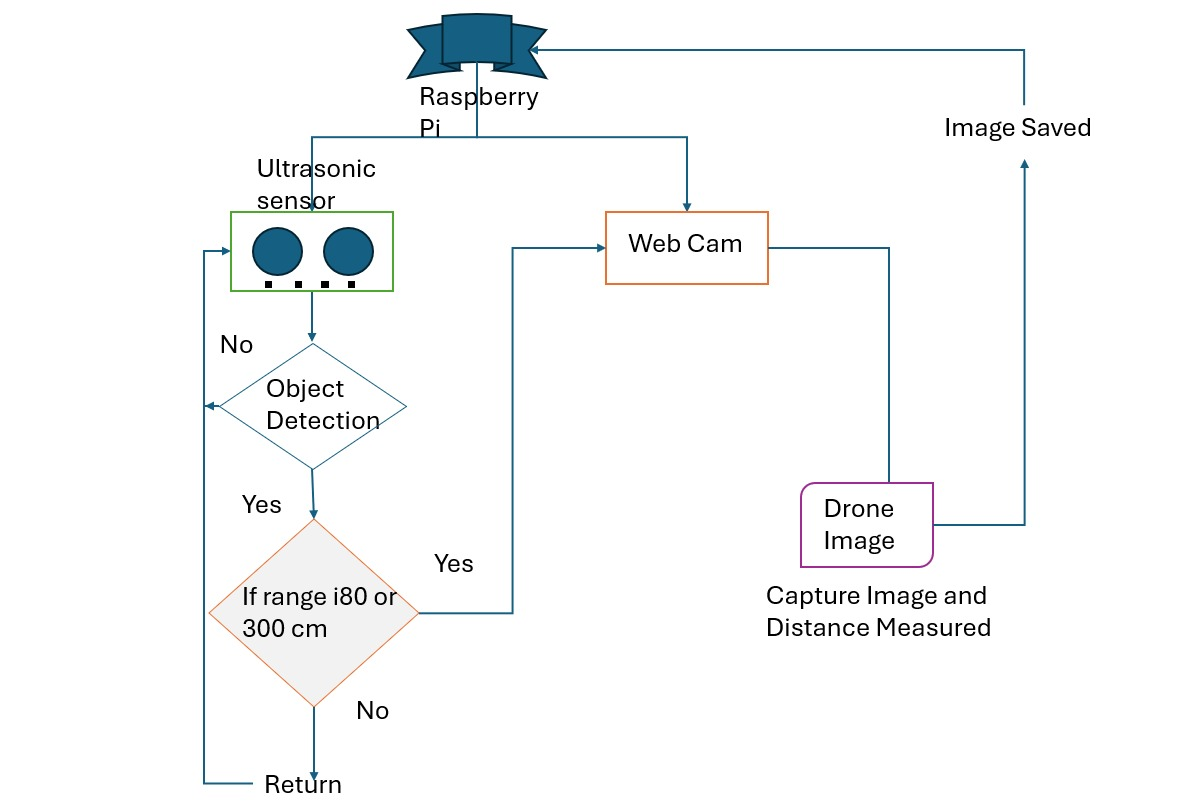 Raspberry
Pi
Image Saved
Ultrasonic
sensor
Web Cam
No
Object
Detection
Yes
Drone
Image
Yes
If range i80 or
300 cm
Capture Image and
Distance Measured
No
Return